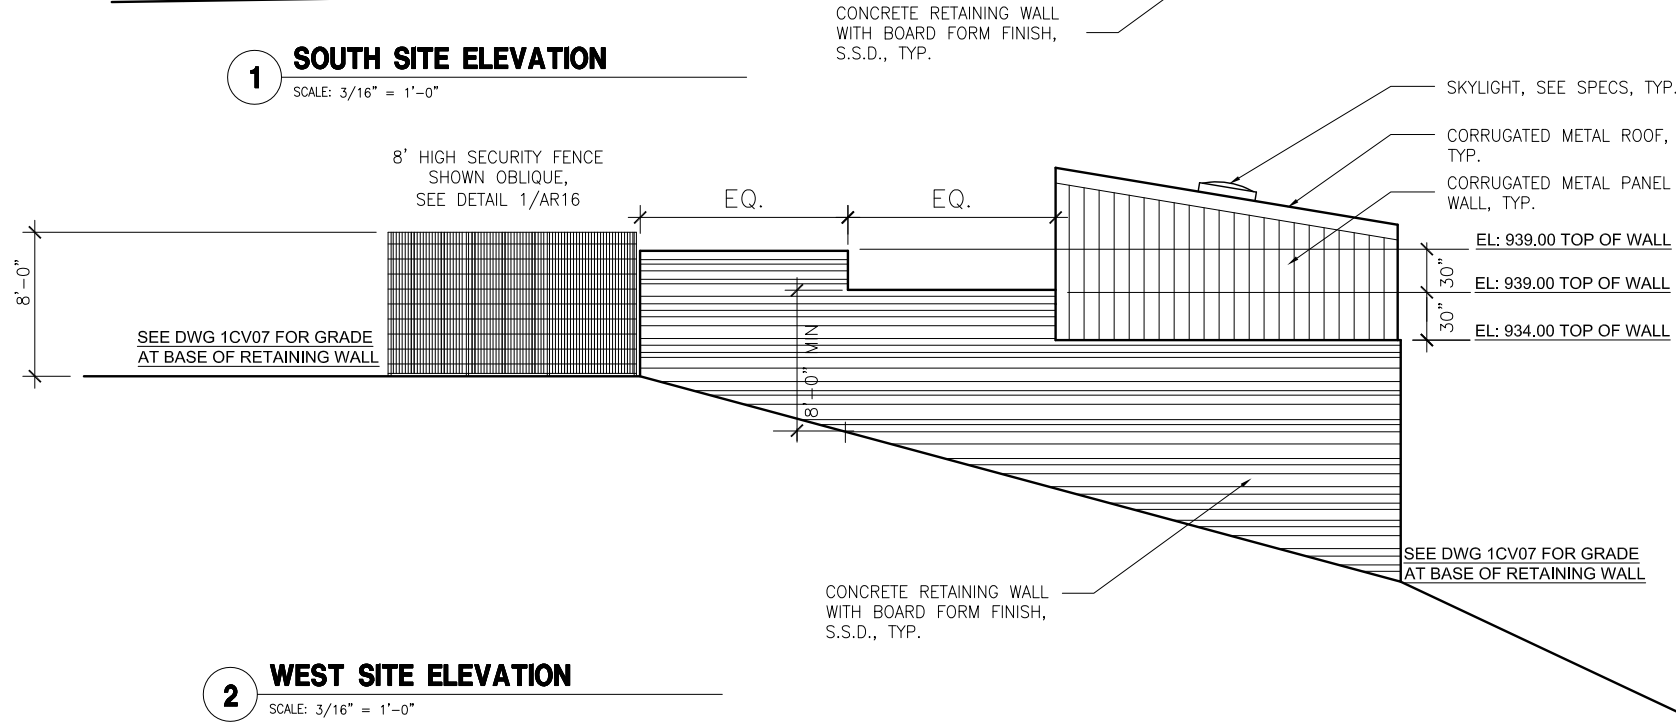 CONCRETE RETAINING WALL
WITH BOARD FORM FINISH,
S.S.D., TYP.
1
SOUTH SITE ELEVATION
SCALE: 3/16" = 1'-0"
SKYLIGHT, SEE SPECS, TYP.
CORRUGATED METAL ROOF,
TYP.
CORRUGATED METAL PANEL
WALL, TYP.
8' HIGH SECURITY FENCE
SHOWN OBLIQUE,
SEE DETAIL 1/AR16
EQ.
EQ.
EL: 939.00 TOP OF WALL
30"
EL: 939.00 TOP OF WALL
30"
EL: 934.00 TOP OF WALL
8'-0"
SEE DWG 1CV07 FOR GRADE
AT BASE OF RETAINING WALL
8'-0" MIN
SEE DWG 1CV07 FOR GRADE
AT BASE OF RETAINING WALL
CONCRETE RETAINING WALL
WITH BOARD FORM FINISH,
S.S.D., TYP.
2
WEST SITE ELEVATION
SCALE: 3/16" = 1'-0"